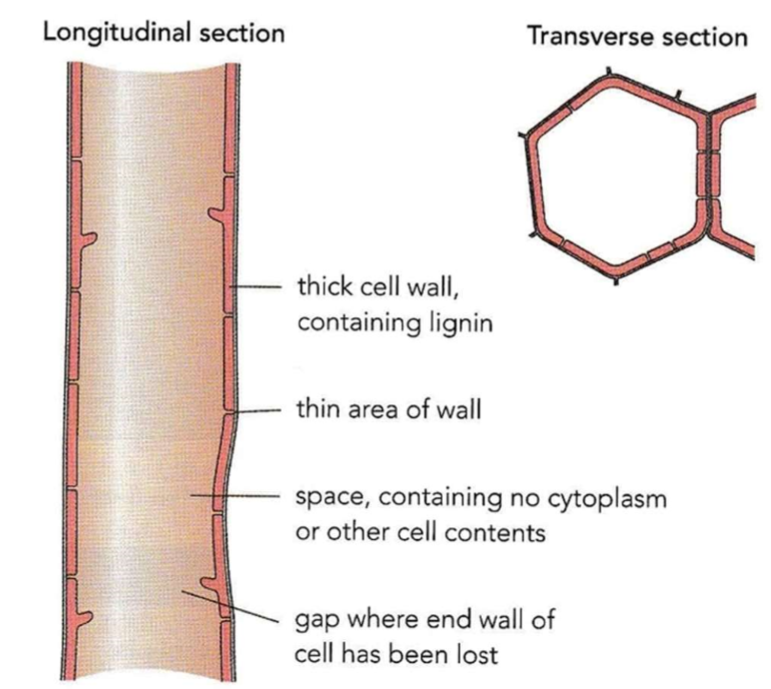 Longitudinal section
Transverse section
thick cell wall,
containing lignin
thin area of wall
space, containing no cytoplasm
or other cell contents
gap where end wall of
cell has been lost